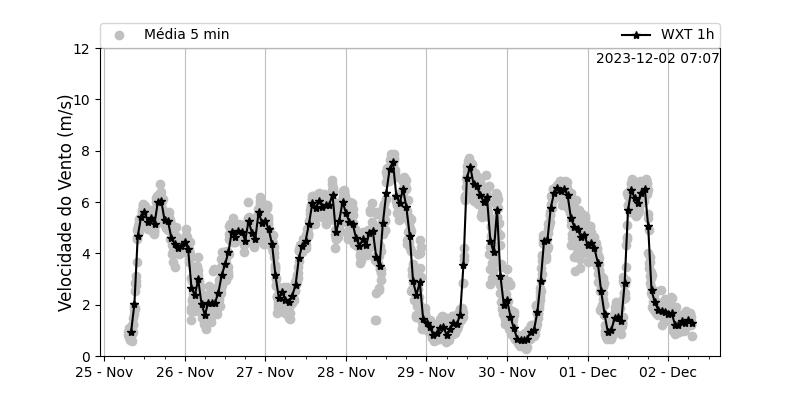 Média 5 min
WXT 1h
2023-12-02 07:07
Velocidade do Vento (m/s)
12
10
8
6
4
2
0
25 - Nov
26 - Nov
27 - Nov
28 - Nov
29 - Nov
30 - Nov
01 - Dec
02 - Dec